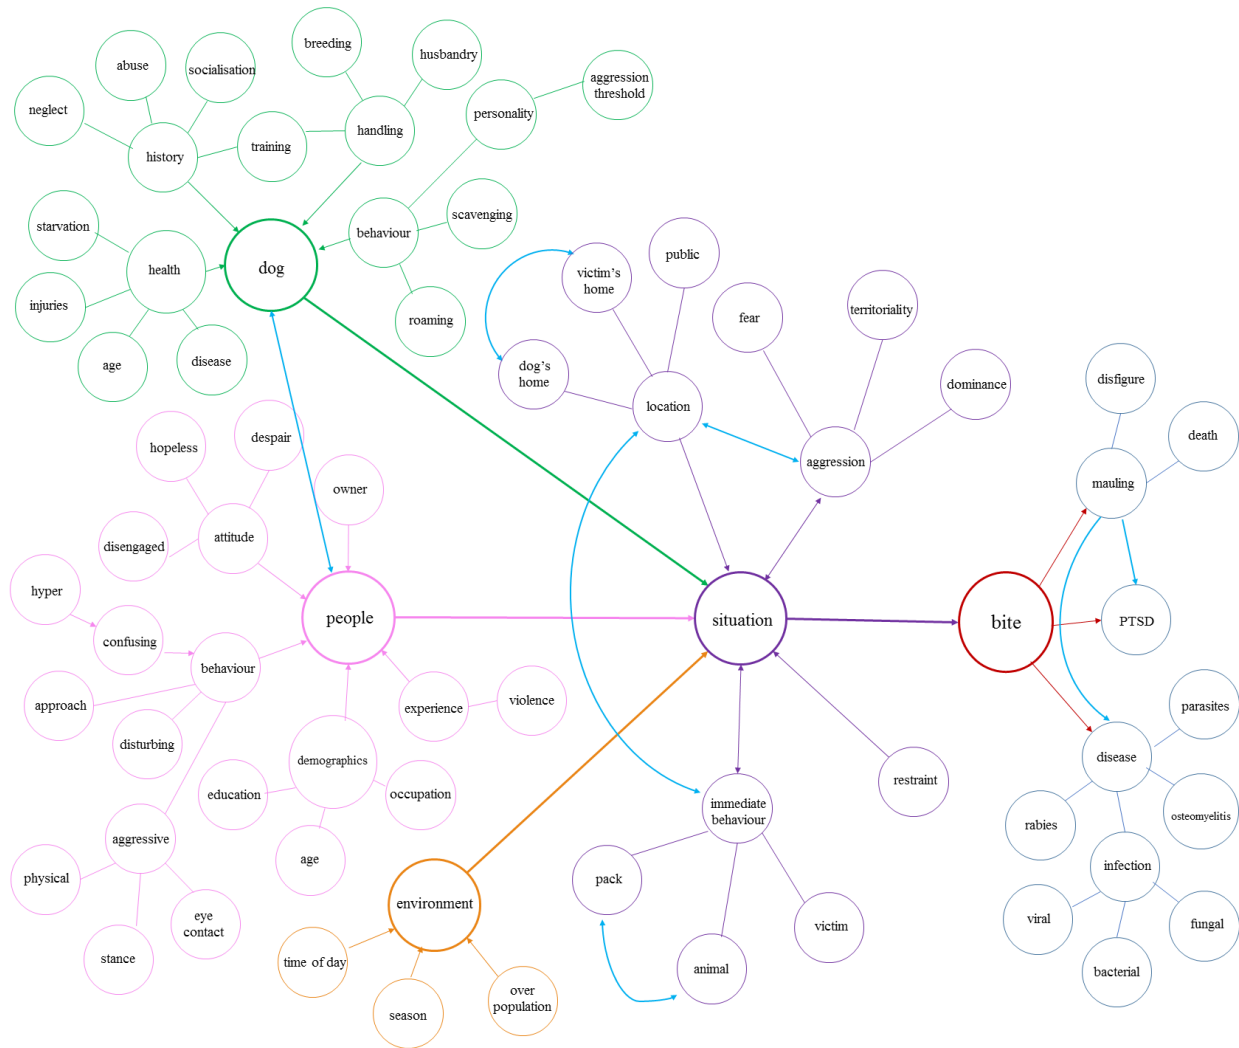 breeding
husbandry
abuse
socialisation
aggression
threshold
neglect
personality
training
handling
history
starvation
behaviour
scavenging
health
dog
injuries
roaming
age
disease
victim's
home
public
fear
territoriality
dog's
home
location
dominance
aggression
disfigure
death
mauling
hopeless
despair
owner
attitude
disengaged
hyper
confusing
people
situation
bite
PTSD
behaviour
approach
disturbing
experience
violence
demographics
education
occupation
age
aggressive
physical
stance
eye
contact
restraint
immediate
behaviour
pack
animal
victim
environment
time of day
season
over
population
parasites
disease
osteomyelitis
rabies
infection
viral
fungal
bacterial